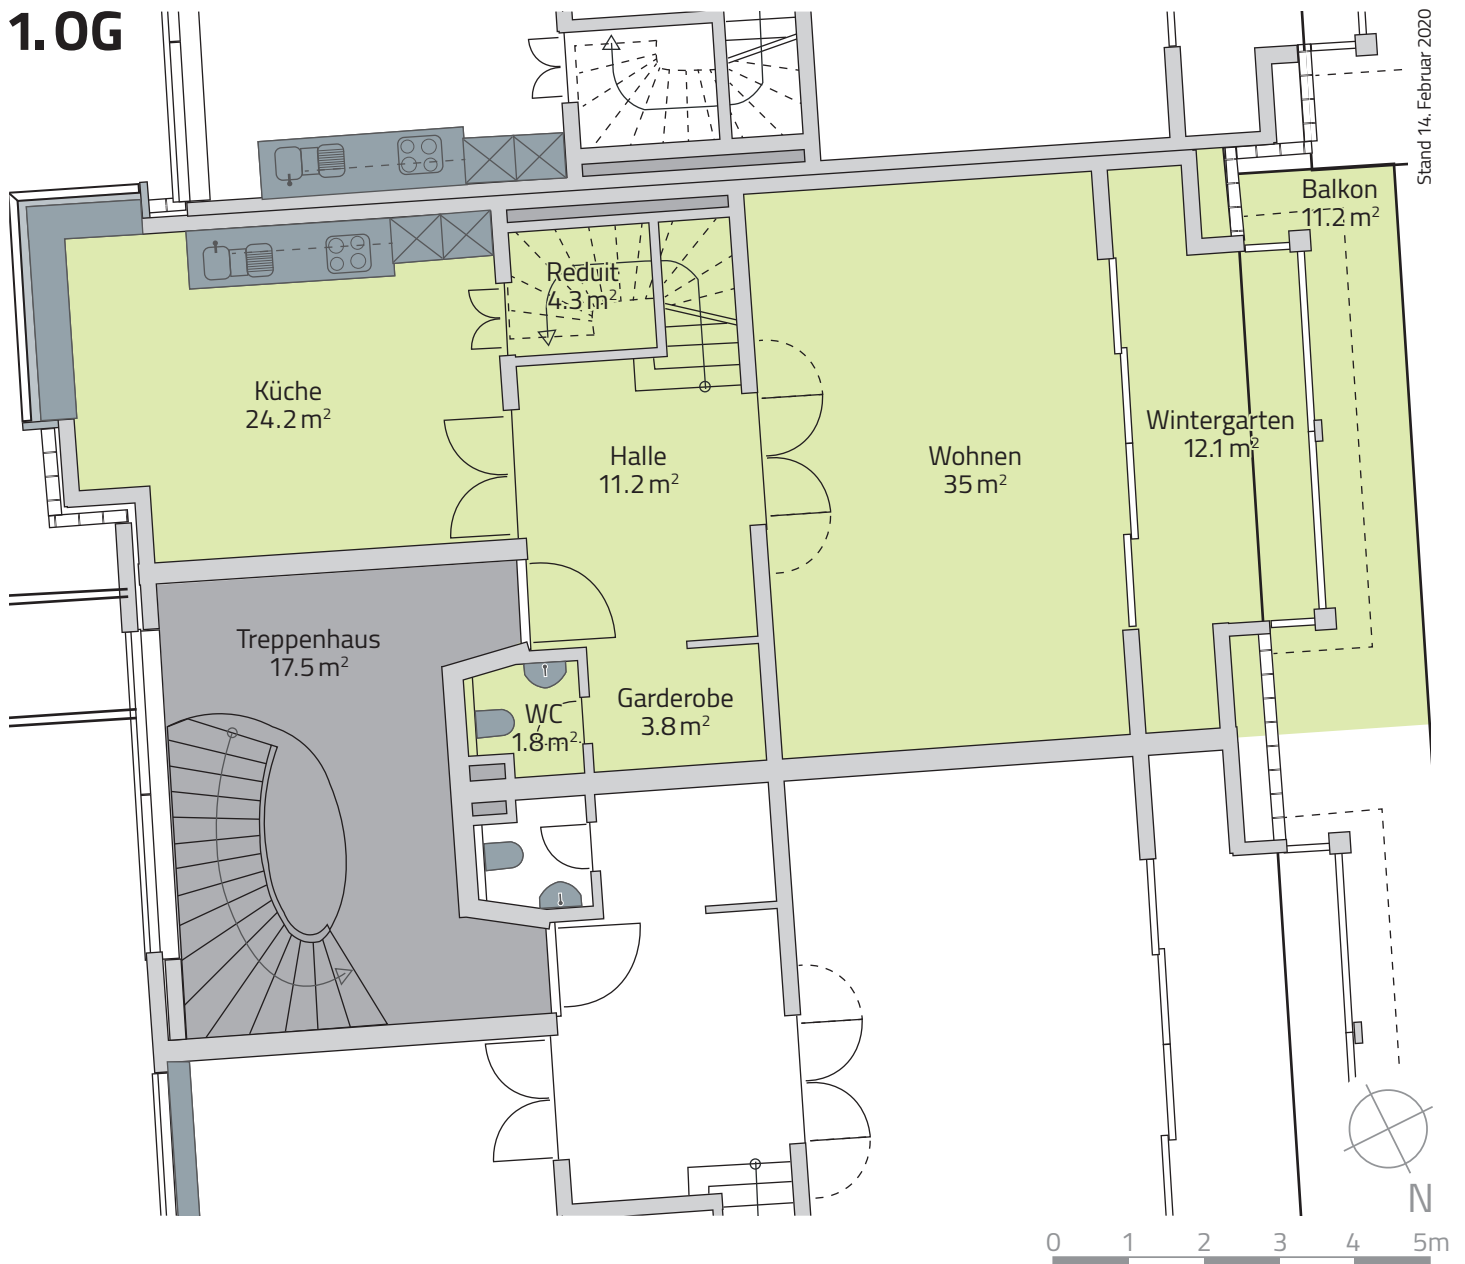 1. OG
Stand 14. Februar 2020
Balkon
11.2 m²
Reduit
4.3 m²
Küche
24.2 m²
Wintergarten
12.1 m²
Halle
11.2 m²
Wohnen
35 m²
Treppenhaus
17.5 m²
Garderobe
3.8 m²
WC
1.8 m²
N
0 1 2 3 4 5m